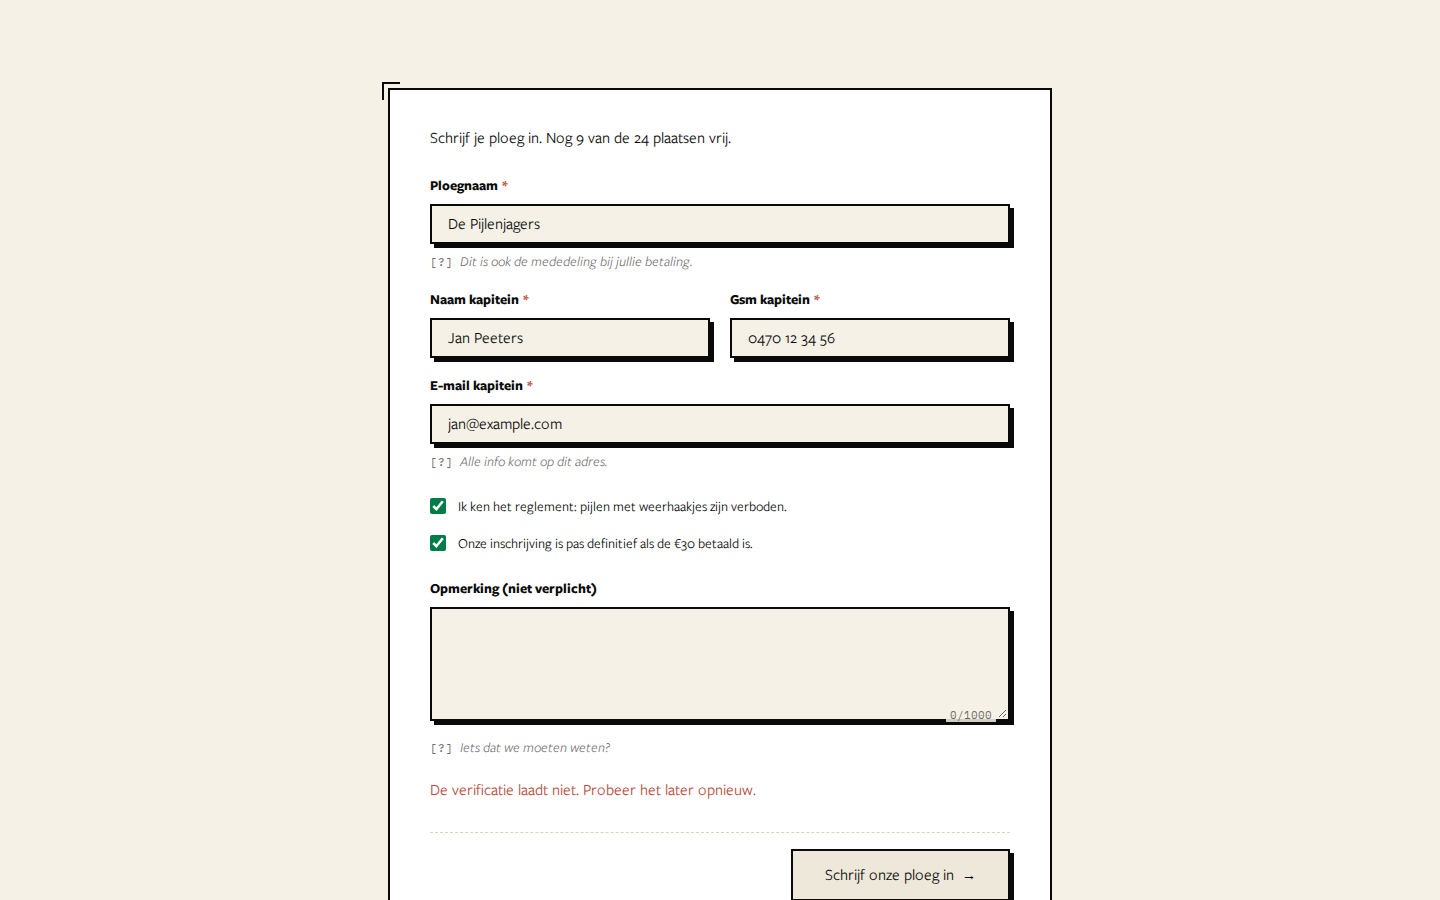 Schrijf je ploeg in. Nog 9 van de 24 plaatsen vrij.
Ploegnaam *
De Pijlenjagers
[?] Dit is ook de mededeling bij jullie betaling.
Naam kapitein *
Gsm kapitein *
Jan Peeters
0470 12 34 56
E-mail kapitein *
jan@example.com
[?] Alle info komt op dit adres.
Ik ken het reglement: pijlen met weerhaakjes zijn verboden.
Onze inschrijving is pas definitief als de €30 betaald is.
Opmerking (niet verplicht)
0/1000
[?] Iets dat we moeten weten?
De verificatie laadt niet. Probeer het later opnieuw.
Schrijf onze ploeg in →